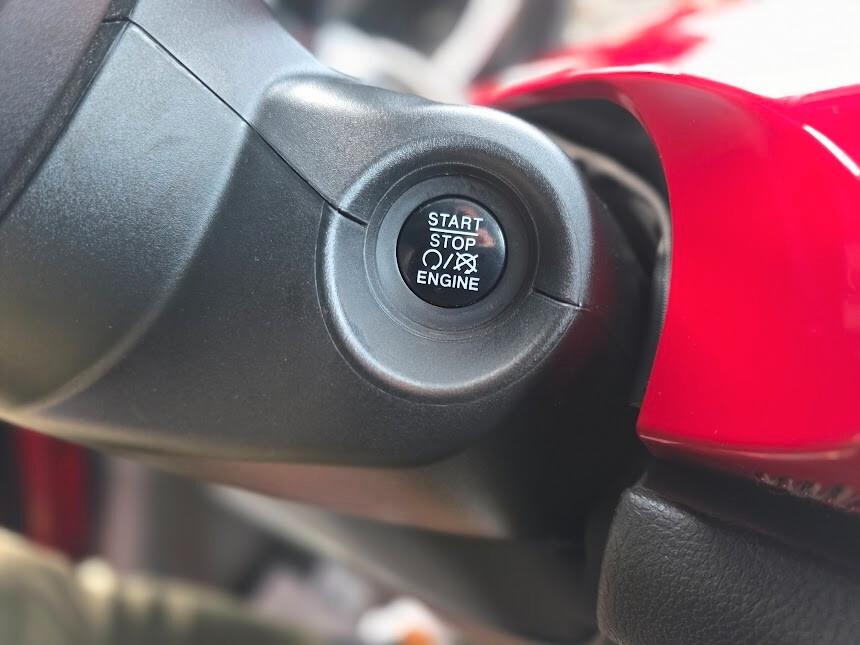 START
STOP
/
ENGINE